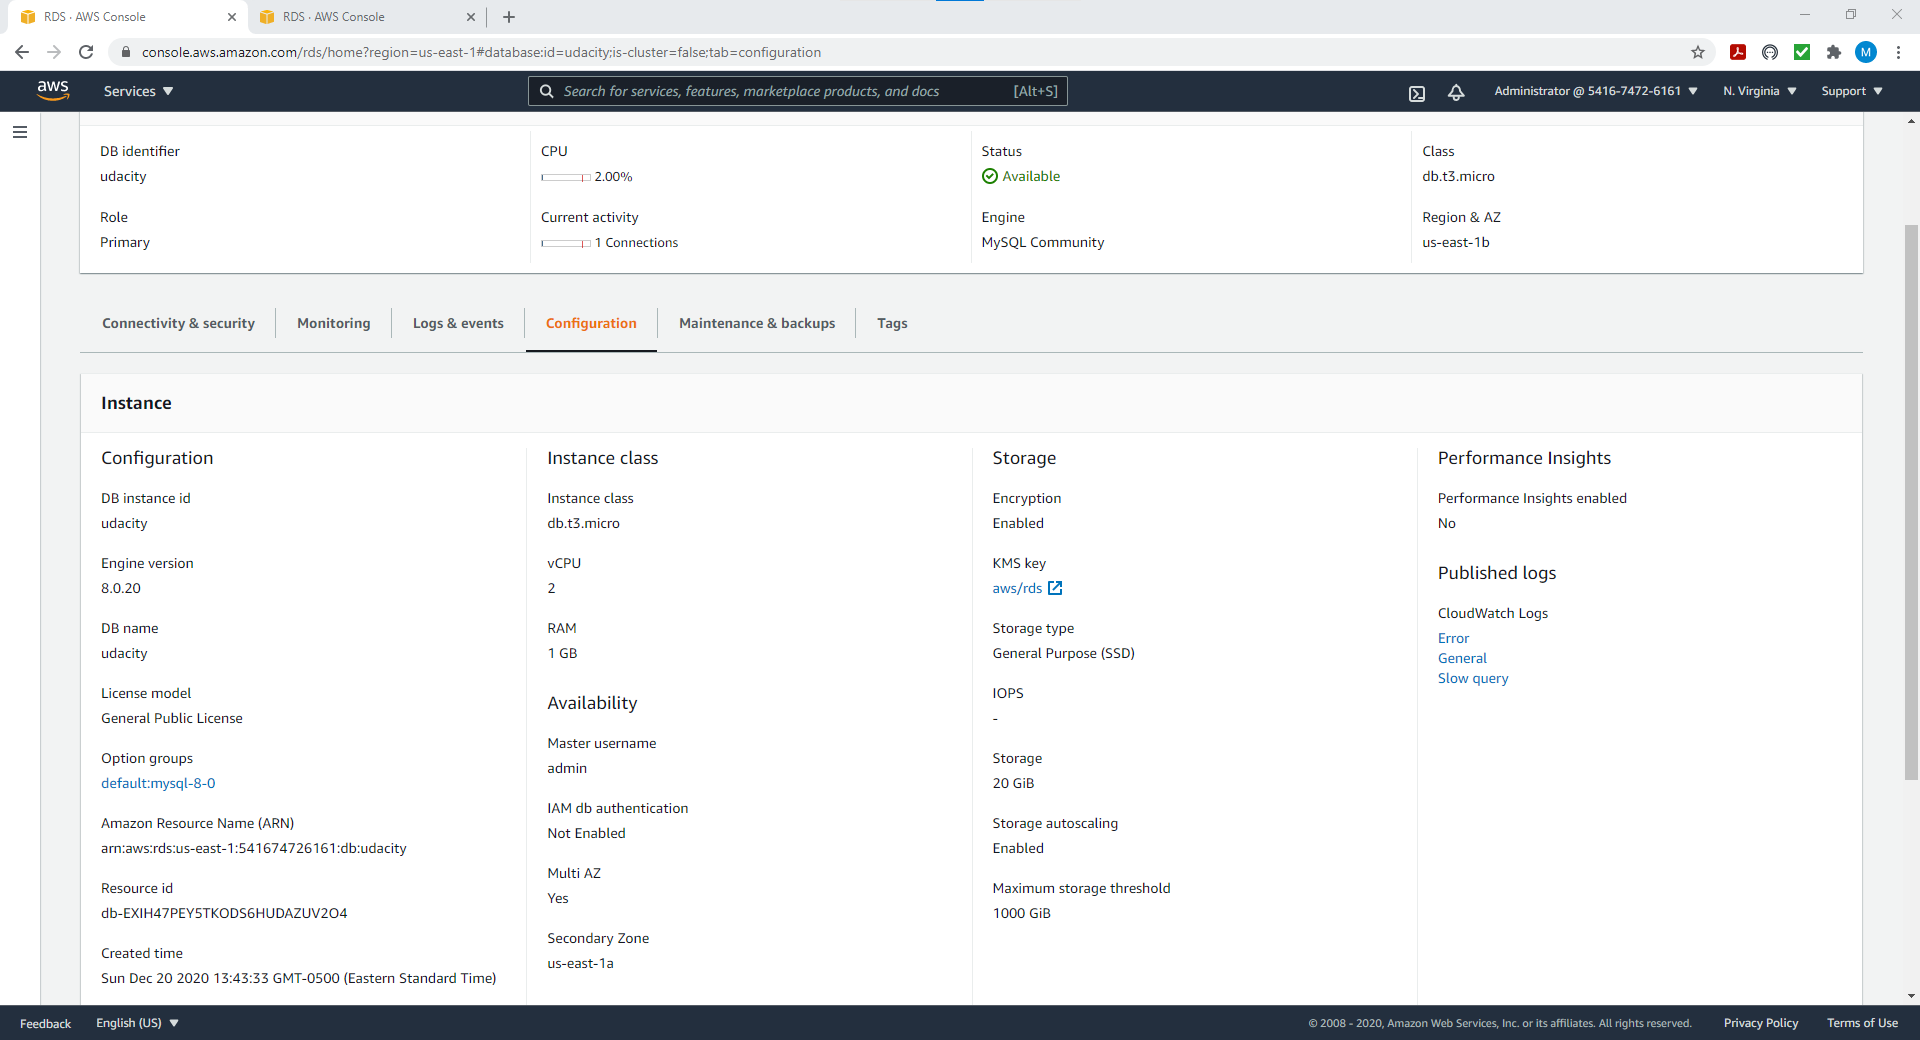 RDS · AWS Console
RDS · AWS Console
console.aws.amazon.com/rds/home?region=us-east-1#database:id=udacity;is-cluster=false;tab=configuration
M
aws
Services
Search for services, features, marketplace products, and docs [Alt+S]
Administrator @ 5416-7472-6161
N. Virginia
Support
DB identifier
udacity
CPU
2.00%
Status
Available
Class
db.t3.micro
Role
Primary
Current activity
1 Connections
Engine
MySQL Community
Region & AZ
us-east-1b
Connectivity & security
Monitoring
Logs & events
Configuration
Maintenance & backups
Tags
Instance
Configuration
DB instance id
udacity
Engine version
8.0.20
DB name
udacity
License model
General Public License
Option groups
default:mysql-8-0
Amazon Resource Name (ARN)
arn:aws:rds:us-east-1:541674726161:db:udacity
Resource id
db-EXIH47PEY5TKODS6HUDAZUV2O4
Created time
Sun Dec 20 2020 13:43:33 GMT-0500 (Eastern Standard Time)
Instance class
Instance class
db.t3.micro
vCPU
2
RAM
1 GB
Availability
Master username
admin
IAM db authentication
Not Enabled
Multi AZ
Yes
Secondary Zone
us-east-1a
Storage
Encryption
Enabled
KMS key
aws/rds
Storage type
General Purpose (SSD)
IOPS
-
Storage
20 GiB
Storage autoscaling
Enabled
Maximum storage threshold
1000 GiB
Performance Insights
Performance Insights enabled
No
Published logs
CloudWatch Logs
Error
General
Slow query
Feedback
English (US)
© 2008 - 2020, Amazon Web Services, Inc. or its affiliates. All rights reserved.
Privacy Policy
Terms of Use